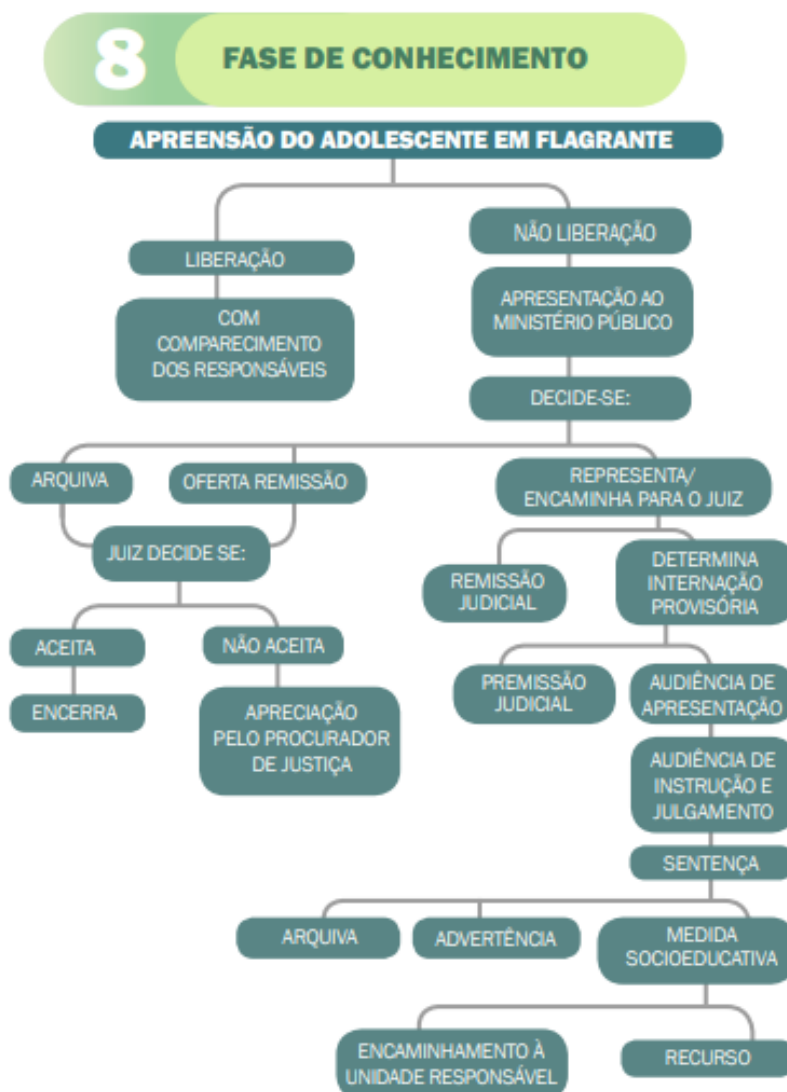 8
FASE DE CONHECIMENTO
APREENSÃO DO ADOLESCENTE EM FLAGRANTE
LIBERAÇÃO
COM
COMPARECIMENTO
DOS RESPONSÁVEIS
NÃO LIBERAÇÃO
APRESENTAÇÃO AO
MINISTÉRIO PÚBLICO
DECIDE-SE:
ARQUIVA
OFERTA REMISSÃO
REPRESENTA/
ENCAMINHA PARA O JUIZ
JUIZ DECIDE SE:
REMISSÃO
JUDICIAL
DETERMINA
INTERNAÇÃO
PROVISÓRIA
ACEITA
NÃO ACEITA
ENCERRA
APRECIAÇÃO
PELO PROCURADOR
DE JUSTIÇA
PREMISSÃO
JUDICIAL
AUDIÊNCIA DE
APRESENTAÇÃO
AUDIÊNCIA DE
INSTRUÇÃO E
JULGAMENTO
SENTENÇA
ARQUIVA
ADVERTÊNCIA
MEDIDA
SOCIOEDUCATIVA
ENCAMINHAMENTO À
UNIDADE RESPONSÁVEL
RECURSO